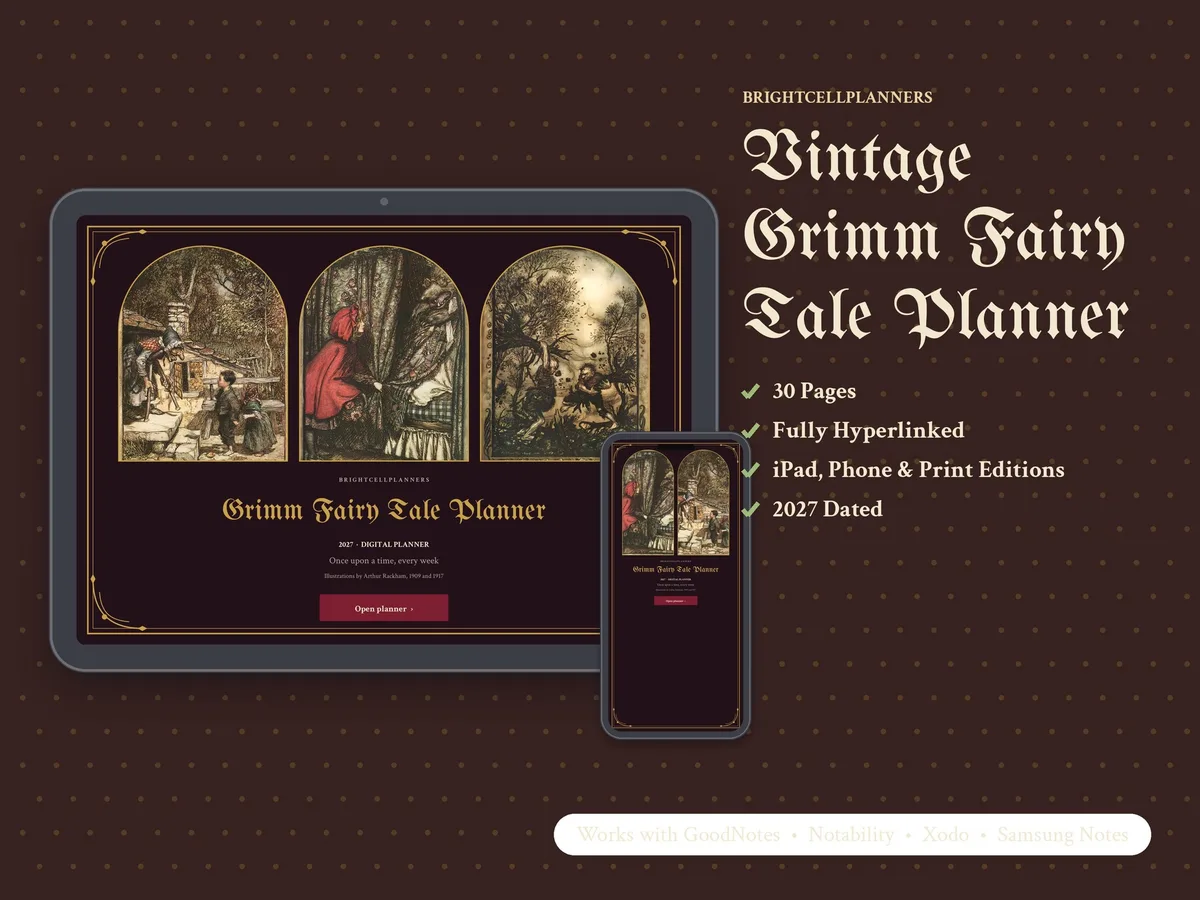 BRIGHTCELLPLANNERS
Vintage
Grimm Fairy
Tale Planner
30 Pages
Fully Hyperlinked
iPad, Phone & Print Editions
2027 Dated
BRIGHTCELLPLANNERS
Grimm Fairy Tale Planner
2027 · DIGITAL PLANNER
Once upon a time, every week
Illustrations by Arthur Rackham, 1909 and 1917
Open planner ›
Grimm Fairy Tale Planner
Open planner
Works with GoodNotes • Notability • Xodo • Samsung Notes